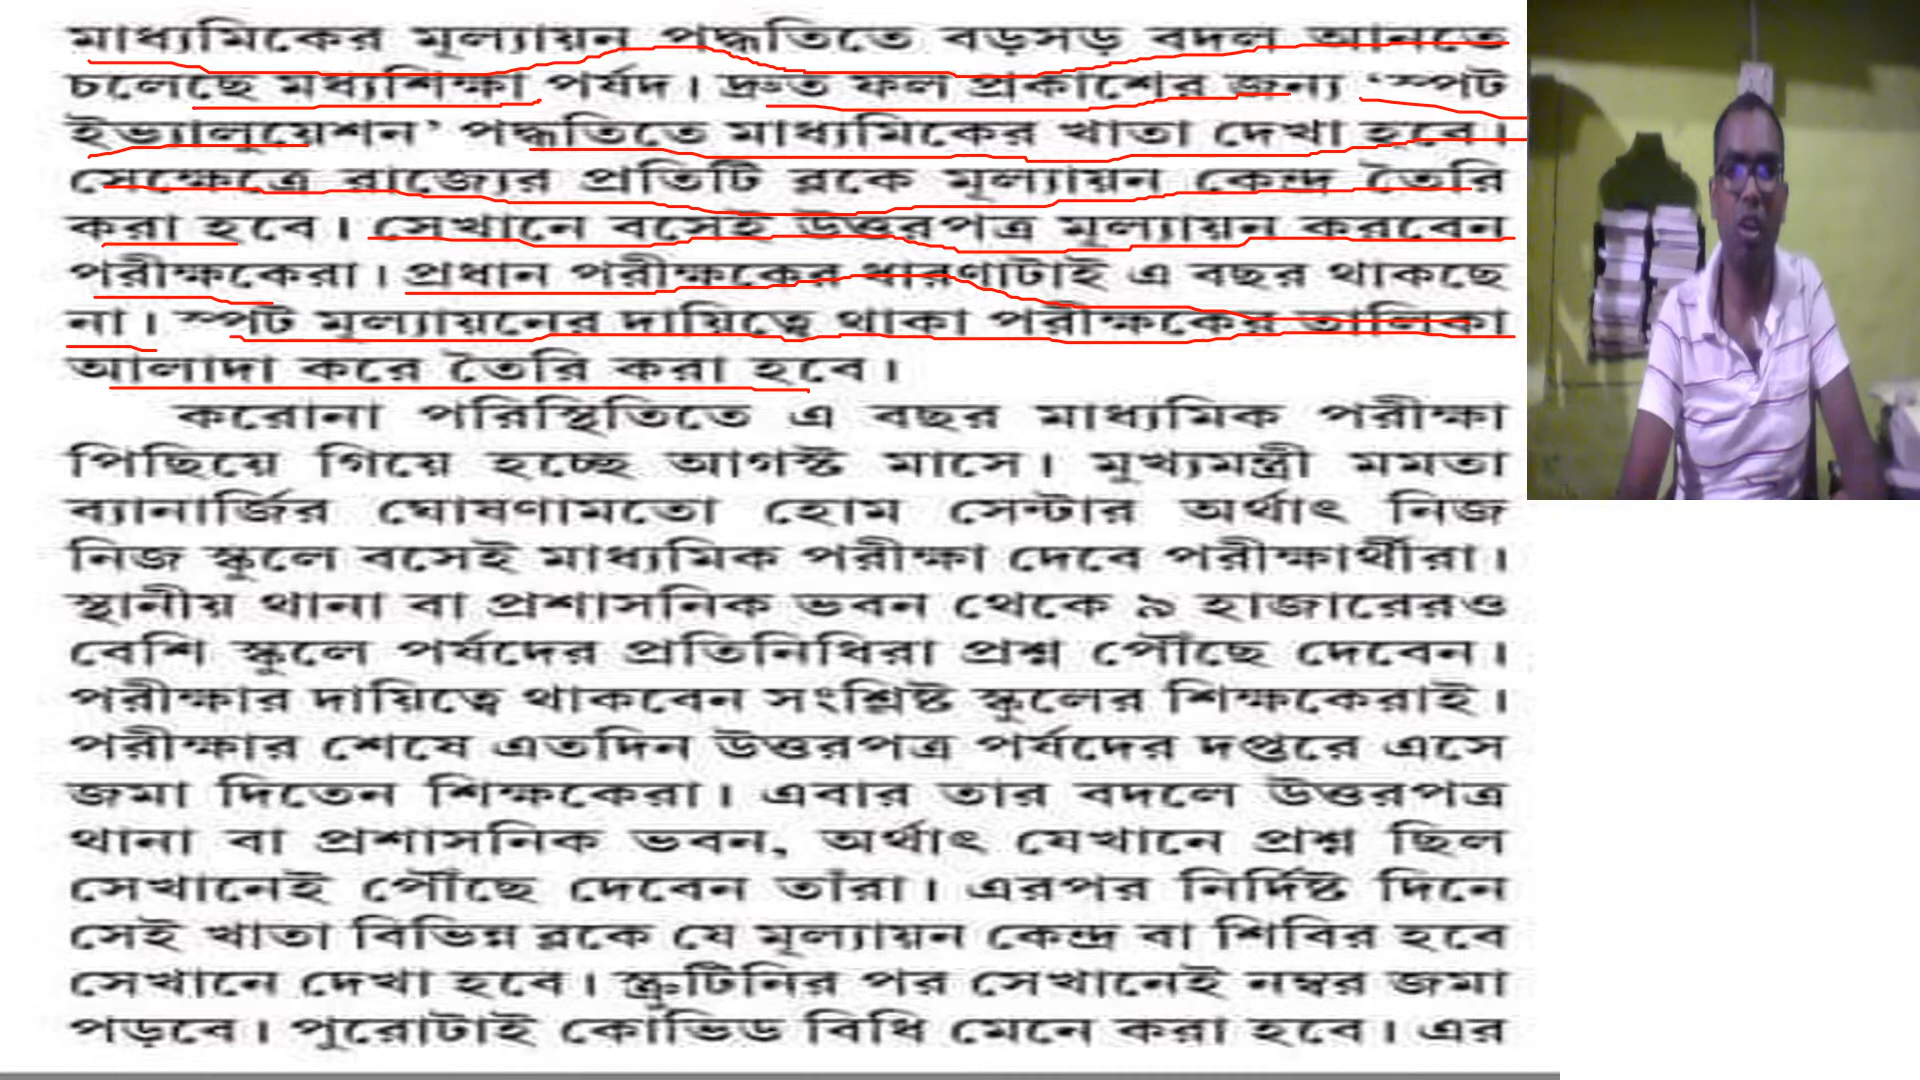 মাধ্যমিকের মূল্যায়ন পদ্ধতিতে বড়সড় বদল আনতে
চলেছে মধ্যশিক্ষা পর্ষদ। দ্রুত ফল প্রকাশের জন্য ‘স্পট
ইভ্যালুয়েশন’ পদ্ধতিতে মাধ্যমিকের খাতা দেখা হবে।
সেক্ষেত্রে রাজ্যের প্রতিটি ব্লকে মূল্যায়ন কেন্দ্র তৈরি
করা হবে। সেখানে বসেই উত্তরপত্র মূল্যায়ন করবেন
পরীক্ষকেরা। প্রধান পরীক্ষকের ধারণাটাই এ বছর থাকছে
না। স্পট মূল্যায়নের দায়িত্বে থাকা পরীক্ষকের তালিকা
আলাদা করে তৈরি করা হবে।
করোনা পরিস্থিতিতে এ বছর মাধ্যমিক পরীক্ষা
পিছিয়ে গিয়ে হচ্ছে আগস্ট মাসে। মুখ্যমন্ত্রী মমতা
ব্যানার্জির ঘোষণামতো হোম সেন্টার অর্থাৎ নিজ
নিজ স্কুলে বসেই মাধ্যমিক পরীক্ষা দেবে পরীক্ষার্থীরা।
স্থানীয় থানা বা প্রশাসনিক ভবন থেকে ৯ হাজারেরও
বেশি স্কুলে পর্ষদের প্রতিনিধিরা প্রশ্ন পৌঁছে দেবেন।
পরীক্ষার দায়িত্বে থাকবেন সংশ্লিষ্ট স্কুলের শিক্ষকেরাই।
পরীক্ষার শেষে এতদিন উত্তরপত্র পর্ষদের দপ্তরে এসে
জমা দিতেন শিক্ষকেরা। এবার তার বদলে উত্তরপত্র
থানা বা প্রশাসনিক ভবন, অর্থাৎ যেখানে প্রশ্ন ছিল
সেখানেই পৌঁছে দেবেন তাঁরা। এরপর নির্দিষ্ট দিনে
সেই খাতা বিভিন্ন ব্লকে যে মূল্যায়ন কেন্দ্র বা শিবির হবে
সেখানে দেখা হবে। স্ক্রুটিনির পর সেখানেই নম্বর জমা
পড়বে। পুরোটাই কোভিড বিধি মেনে করা হবে। এর